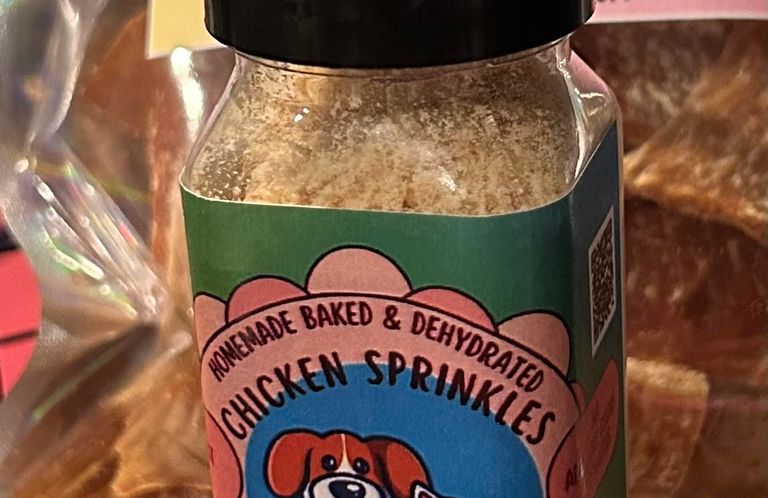 HOMEMADE BAKED & DEHYDRATED
CHICKEN SPRINKLES